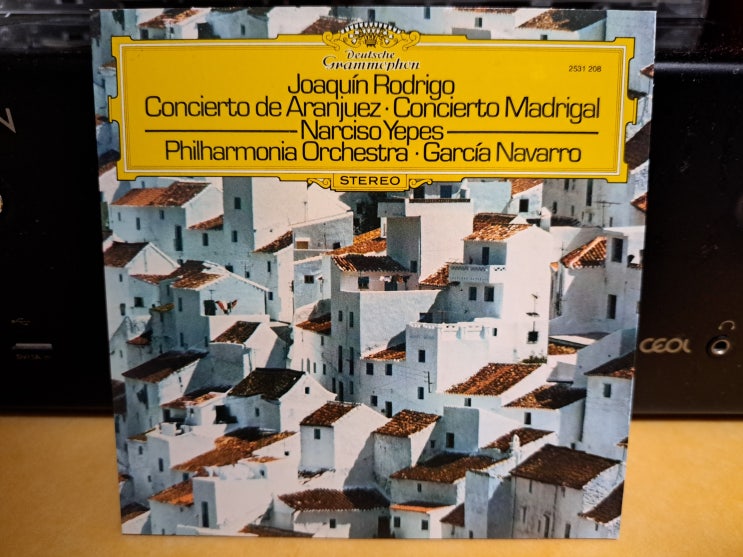 Deutsche
Grammophon
2531 208
Joaquín Rodrigo
Concierto de Aranjuez · Concierto Madrigal
Narciso Yepes
Philharmonia Orchestra · García Navarro
STEREO
CEOL